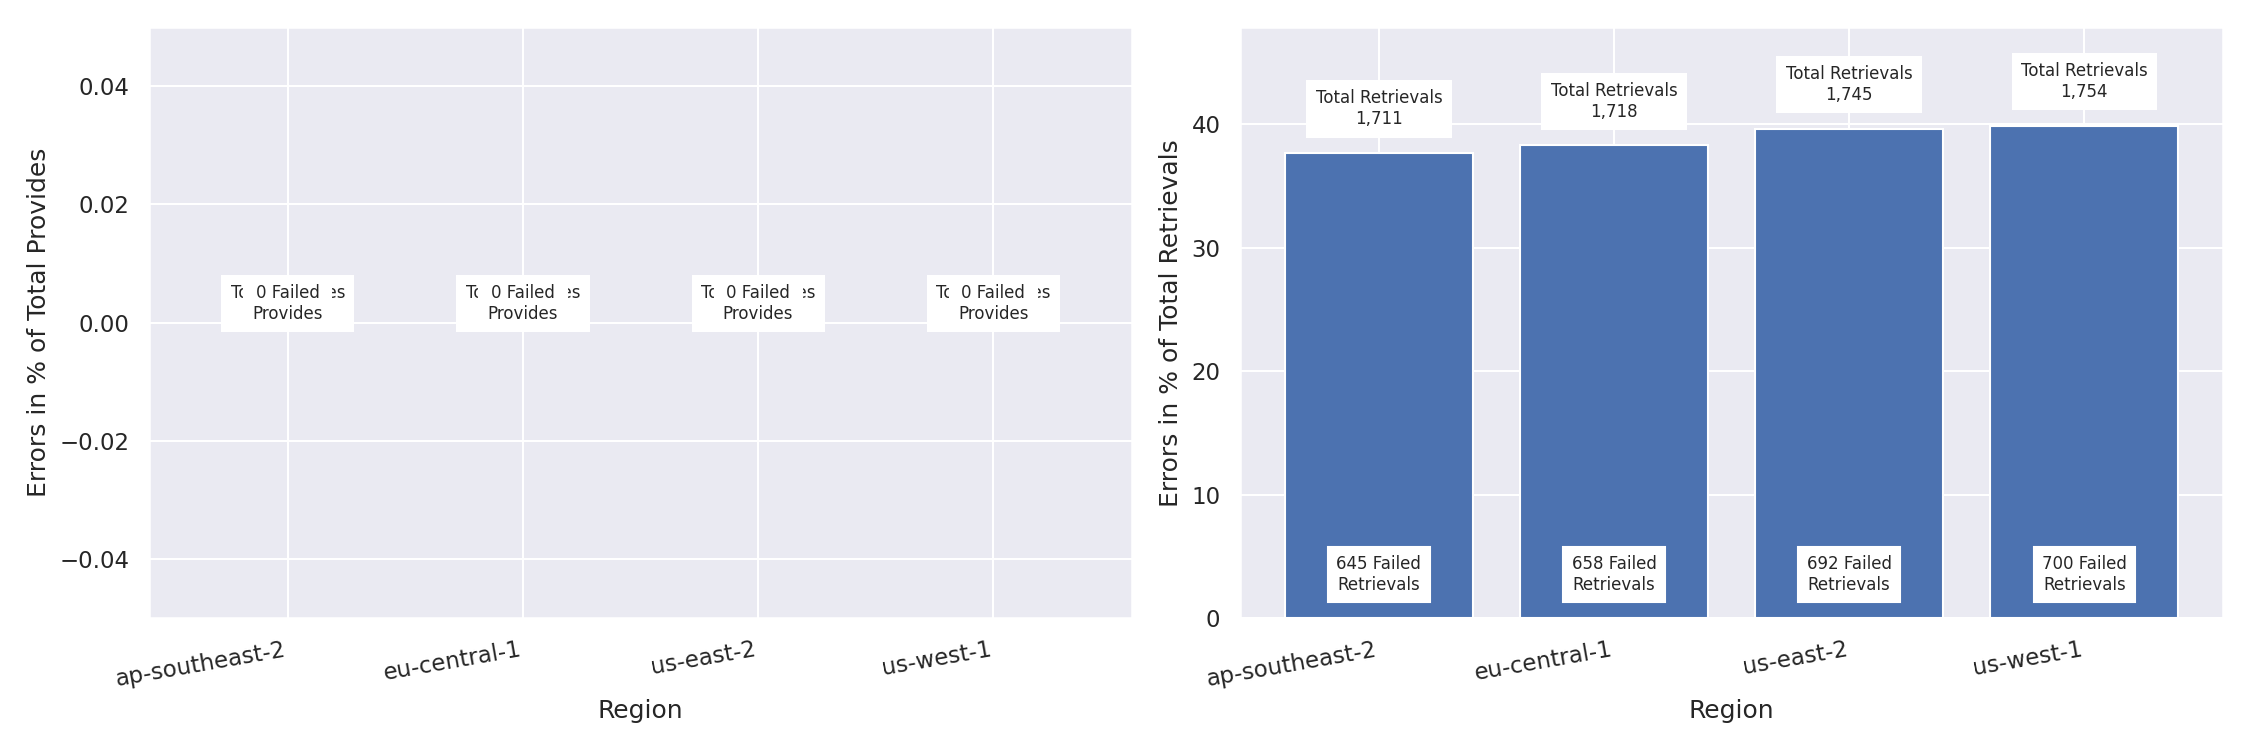 Errors in % of Total Provides
0.04
0.02
0.00
−0.02
−0.04
0 Failed
Provides
0 Failed
Provides
0 Failed
Provides
0 Failed
Provides
ap-southeast-2
eu-central-1
us-east-2
us-west-1
Region
Errors in % of Total Retrievals
40
30
20
10
0
Total Retrievals
1,711
Total Retrievals
1,718
Total Retrievals
1,745
Total Retrievals
1,754
645 Failed
Retrievals
658 Failed
Retrievals
692 Failed
Retrievals
700 Failed
Retrievals
ap-southeast-2
eu-central-1
us-east-2
us-west-1
Region